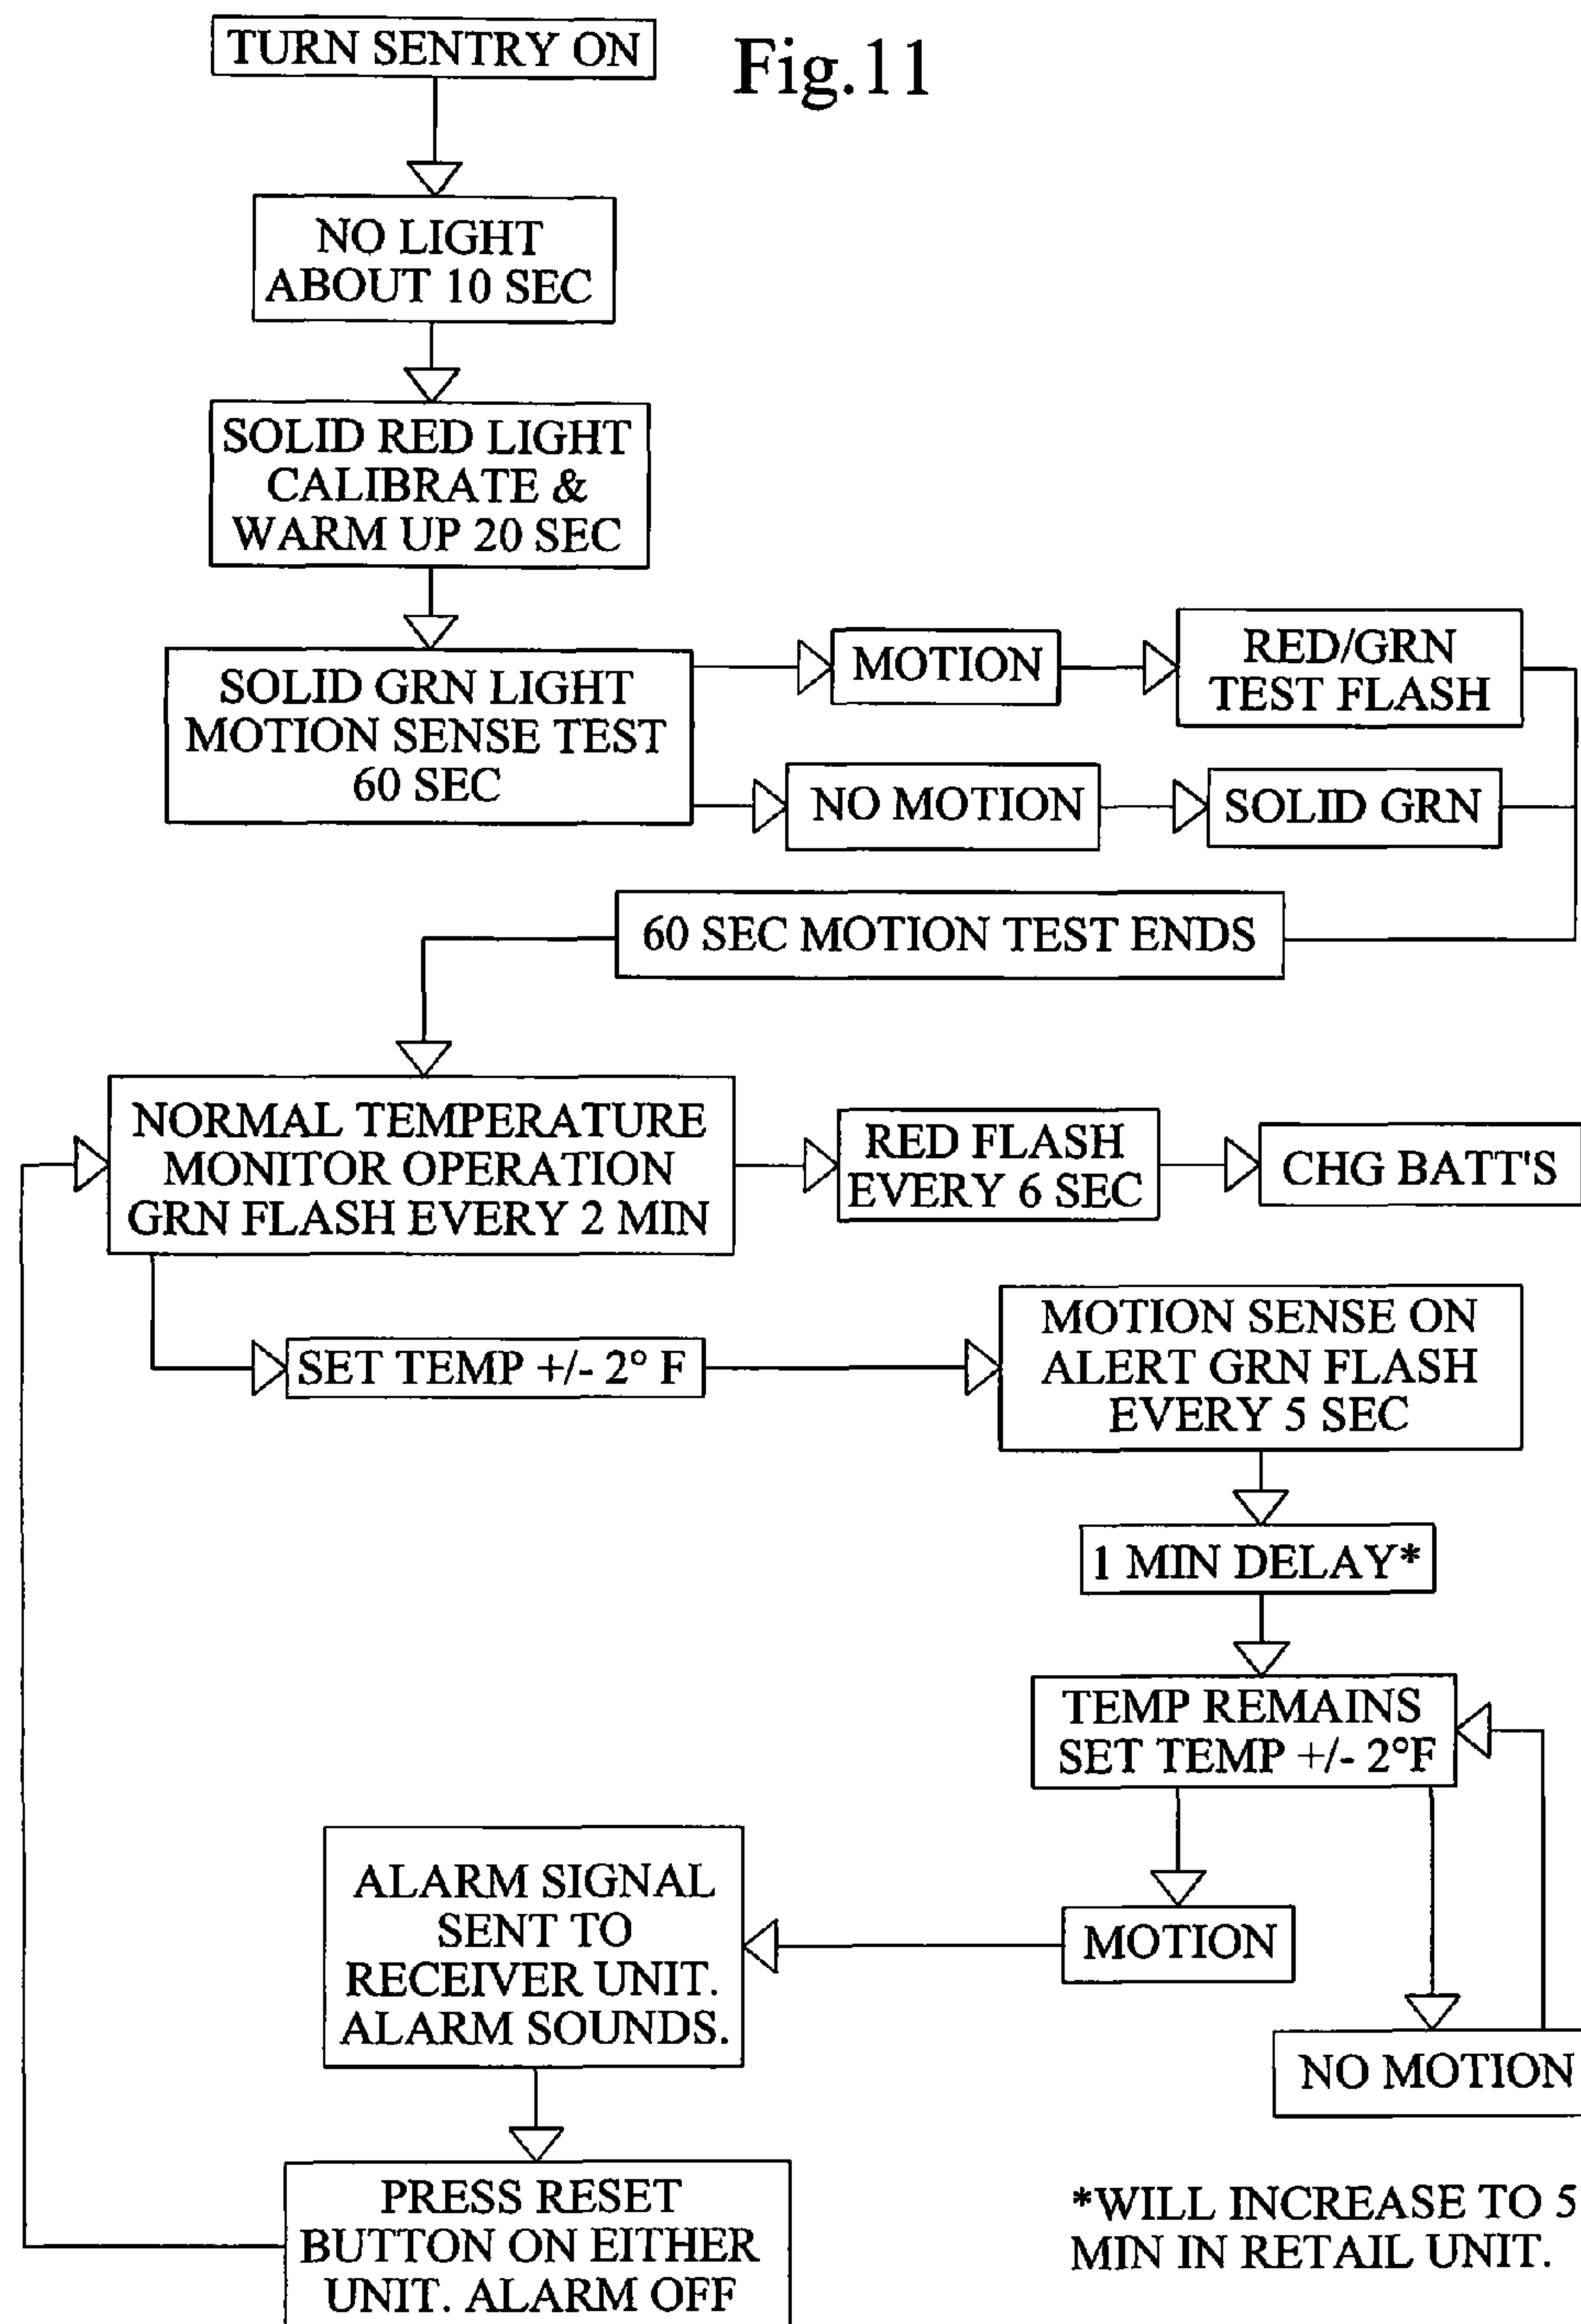 TURN SENTRY ON
Fig.11
NO LIGHT
ABOUT 10 SEC
SOLID RED LIGHT
CALIBRATE &
WARM UP 20 SEC
SOLID GRN LIGHT
MOTION SENSE TEST
60 SEC
MOTION
RED/GRN
TEST FLASH
NO MOTION
SOLID GRN
60 SEC MOTION TEST ENDS
NORMAL TEMPERATURE
MONITOR OPERATION
GRN FLASH EVERY 2 MIN
RED FLASH
EVERY 6 SEC
CHG BATT'S
SET TEMP +/- 2° F
MOTION SENSE ON
ALERT GRN FLASH
EVERY 5 SEC
1 MIN DELAY*
TEMP REMAINS
SET TEMP +/- 2°F
MOTION
NO MOTION
ALARM SIGNAL
SENT TO
RECEIVER UNIT.
ALARM SOUNDS.
PRESS RESET
BUTTON ON EITHER
UNIT. ALARM OFF
*WILL INCREASE TO 5
MIN IN RETAIL UNIT.